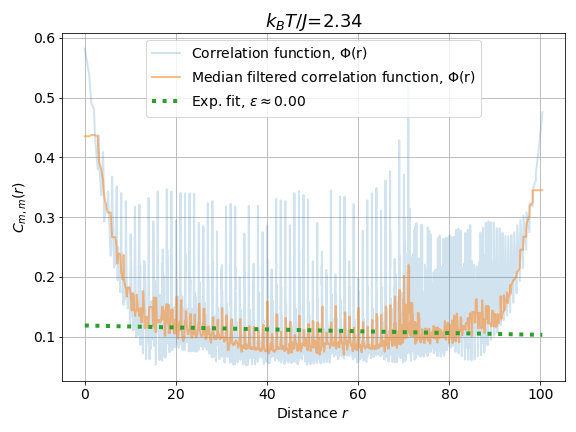 k_BT/J=2.34
Correlation function, Φ(r)
Median filtered correlation function, Φ(r)
Exp. fit, ε ≈ 0.00
C_{m,m}(r)
0.6
0.5
0.4
0.3
0.2
0.1
0 20 40 60 80 100
Distance r